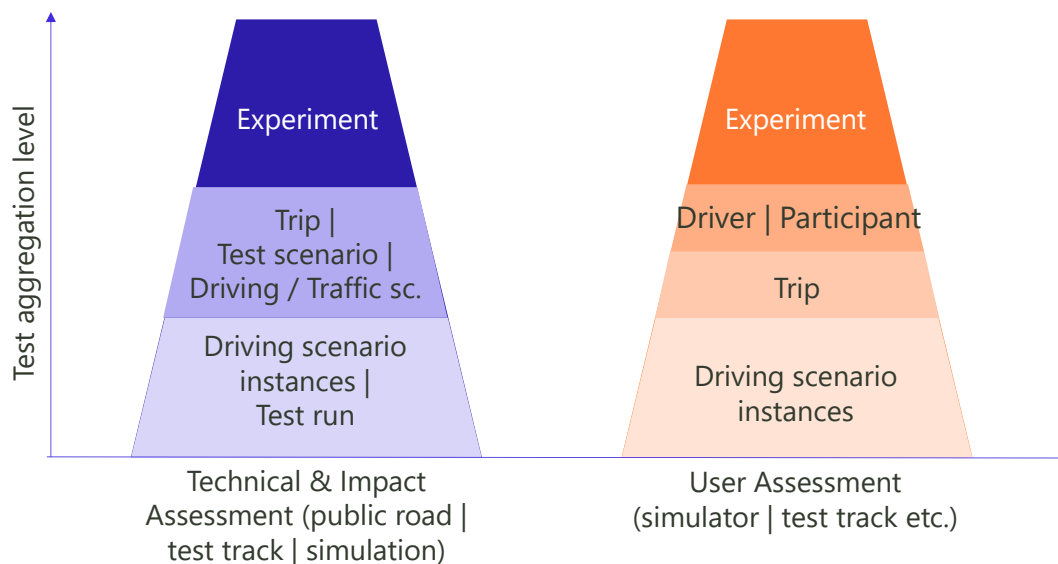 Test aggregation level
Experiment
Trip |
Test scenario |
Driving / Traffic sc.
Driving scenario
instances |
Test run
Technical & Impact
Assessment (public road |
test track | simulation)
Experiment
Driver | Participant
Trip
Driving scenario
instances
User Assessment
(simulator | test track etc.)